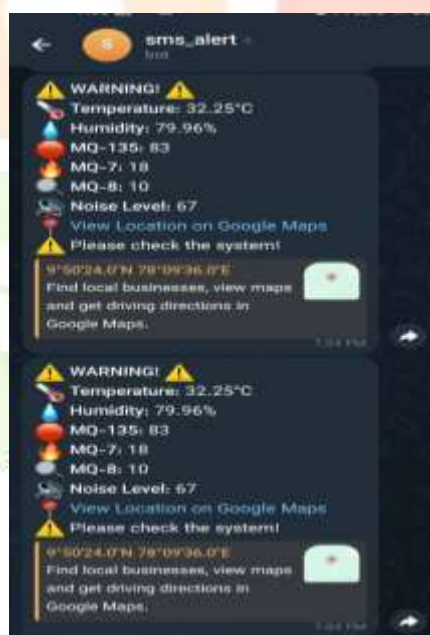 sms_alert
bot
WARNING!
Temperature: 32.25°C
Humidity: 79.96%
MQ-135: 83
MQ-7: 18
MQ-8: 10
Noise Level: 67
View Location on Google Maps
Please check the system!
9°50'24.0"N 78°09'36.0"E
Find local businesses, view maps
and get driving directions in
Google Maps.
7:04 PM
WARNING!
Temperature: 32.25°C
Humidity: 79.96%
MQ-135: 83
MQ-7: 18
MQ-8: 10
Noise Level: 67
View Location on Google Maps
Please check the system!
9°50'24.0"N 78°09'36.0"E
Find local businesses, view maps
and get driving directions in
Google Maps.